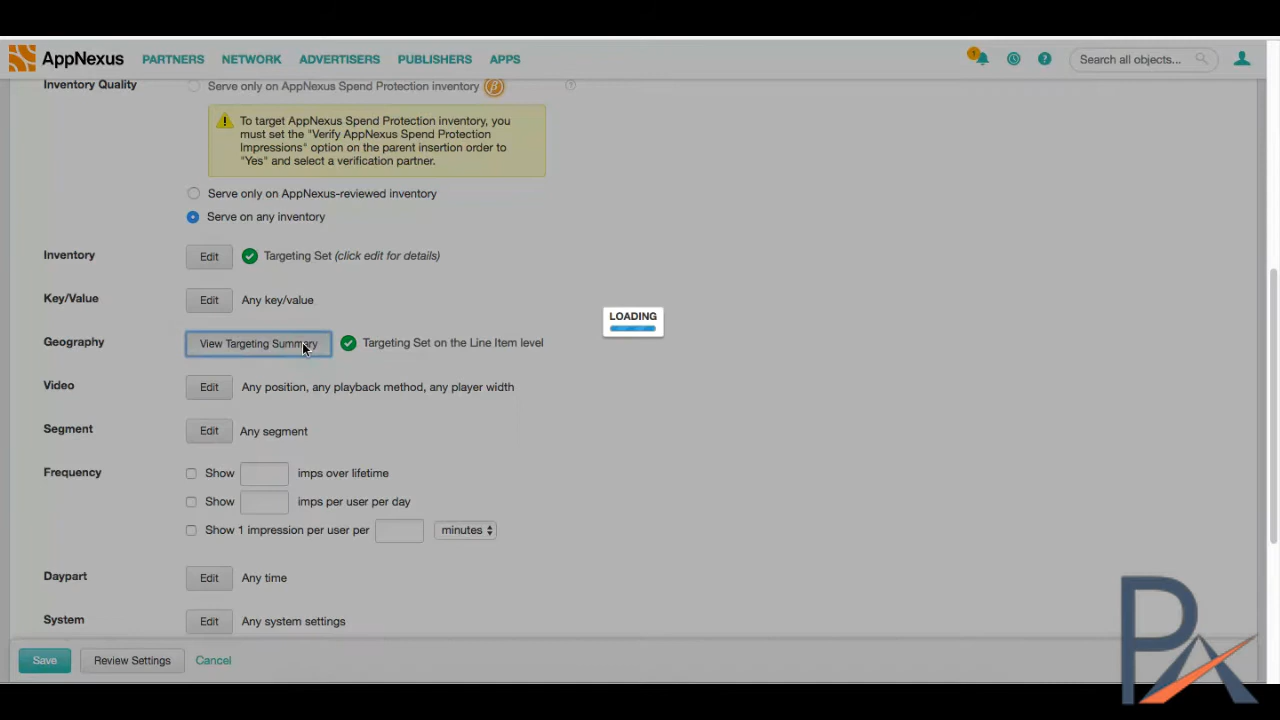 AppNexus PARTNERS NETWORK ADVERTISERS PUBLISHERS APPS 1 ? Search all objects...
Inventory Quality Serve only on AppNexus Spend Protection inventory β ?
! To target AppNexus Spend Protection inventory, you
must set the "Verify AppNexus Spend Protection
Impressions" option on the parent insertion order to
"Yes" and select a verification partner.
Serve only on AppNexus-reviewed inventory
Serve on any inventory
Inventory Edit Targeting Set (click edit for details)
Key/Value Edit Any key/value
LOADING
Geography View Targeting Summary Targeting Set on the Line Item level
Video Edit Any position, any playback method, any player width
Segment Edit Any segment
Frequency Show imps over lifetime
Show imps per user per day
Show 1 impression per user per minutes
Daypart Edit Any time
System Edit Any system settings
Save Review Settings Cancel
PA